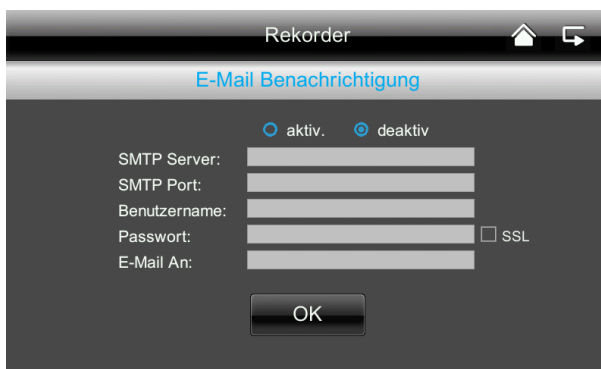 Rekorder
E-Mail Benachrichtigung
aktiv. deaktiv
SMTP Server:
SMTP Port:
Benutzername:
Passwort: SSL
E-Mail An:
OK